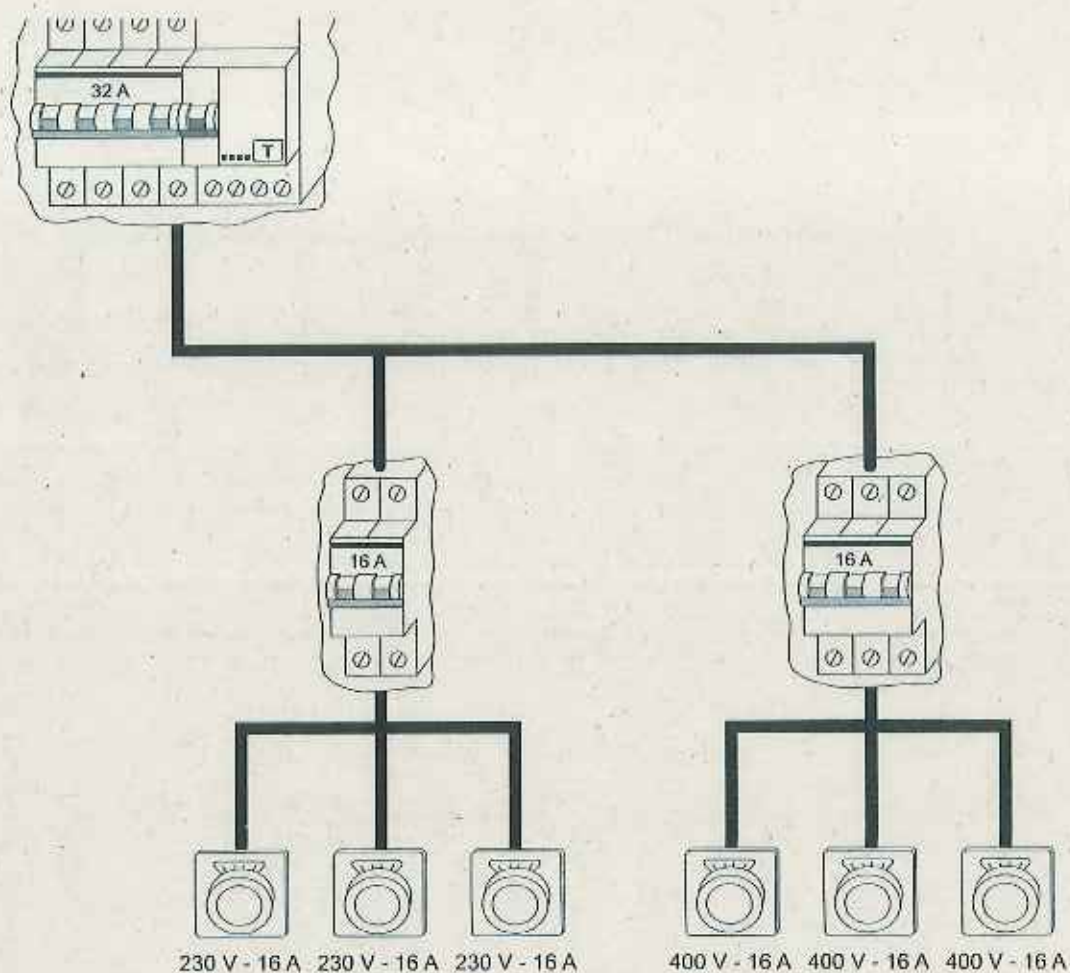 32 A
T
16 A
16 A
230 V - 16 A 230 V - 16 A 230 V - 16 A 400 V - 16 A 400 V - 16 A 400 V - 16 A